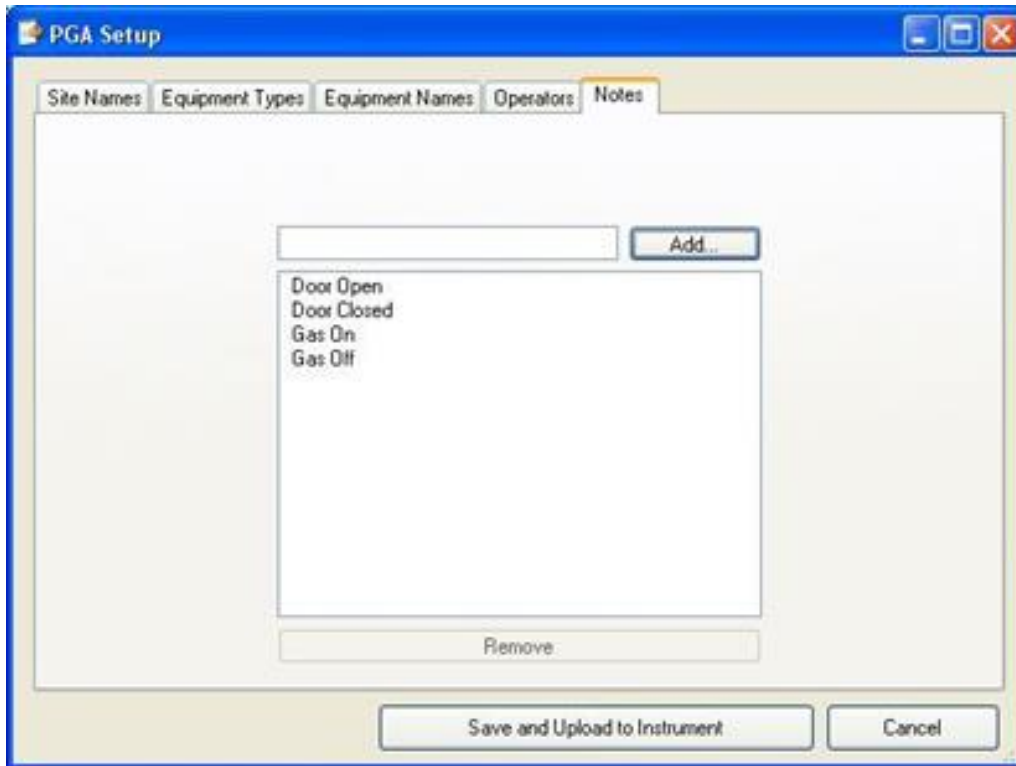 PGA Setup
Site Names Equipment Types Equipment Names Operators Notes
Add...
Door Open
Door Closed
Gas On
Gas Off
Remove
Save and Upload to Instrument Cancel